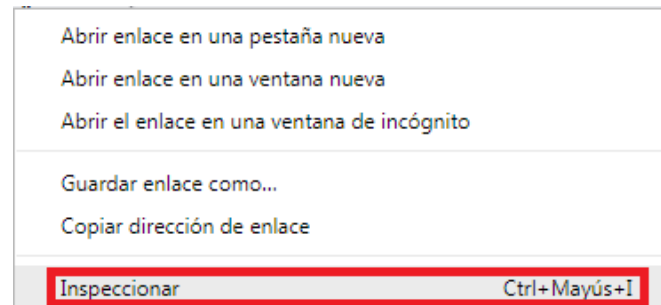 Abrir enlace en una pestaña nueva
Abrir enlace en una ventana nueva
Abrir el enlace en una ventana de incógnito
Guardar enlace como...
Copiar dirección de enlace
Inspeccionar Ctrl+Mayús+I